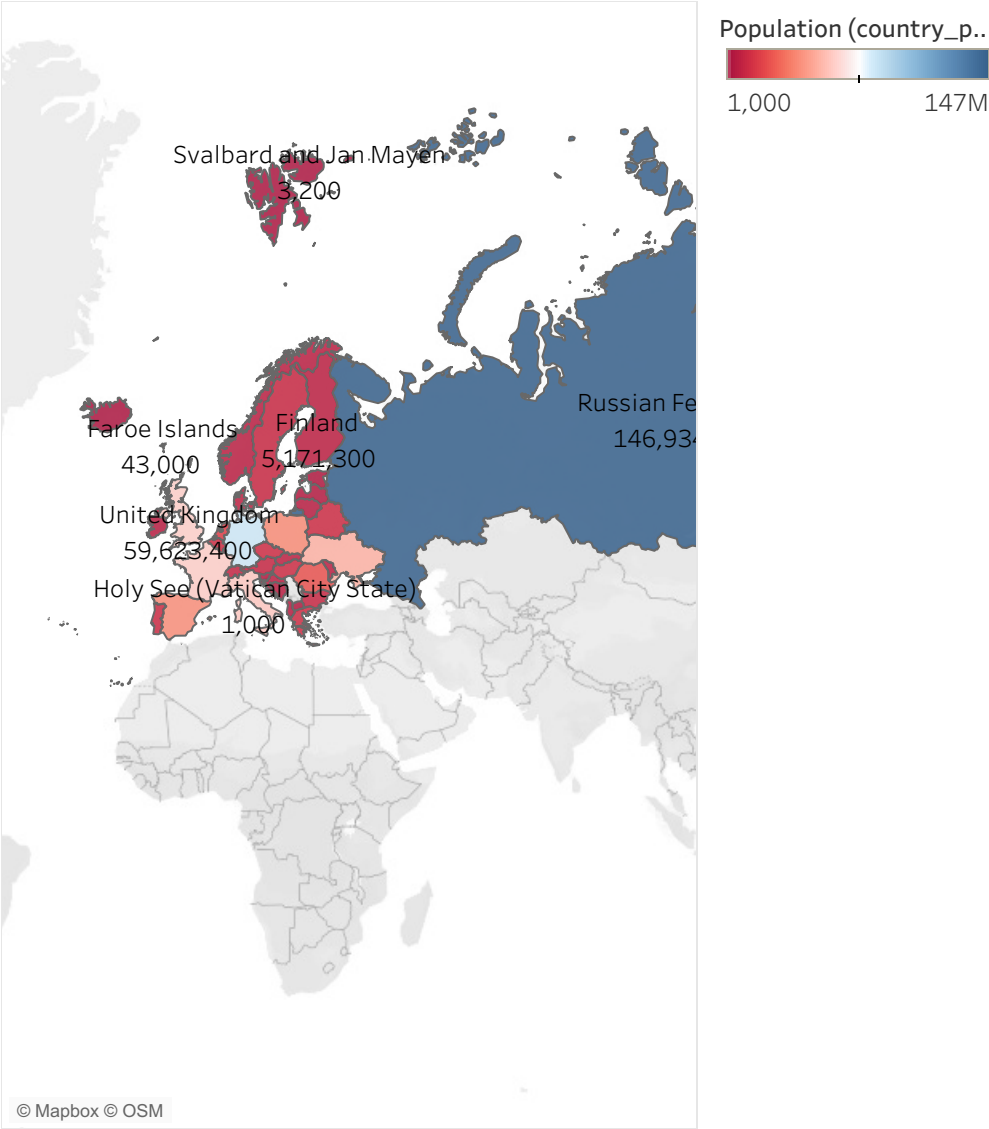 Population (country_p..
1,000
147M
Svalbard and Jan Mayen
3,200
Russian Fe
146,934
Faroe Islands
43,000
Finland
5,171,300
United Kingdom
59,623,400
Holy See (Vatican City State)
1,000
© Mapbox © OSM